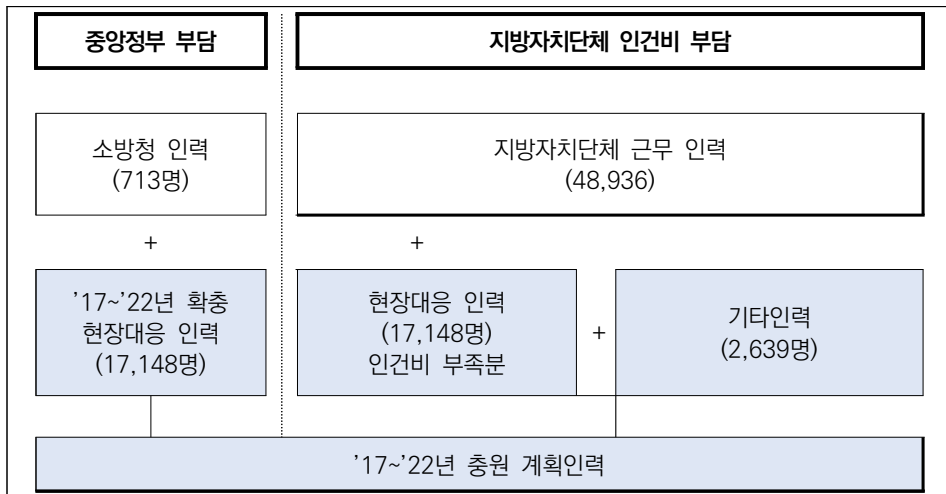 중앙정부 부담
지방자치단체 인건비 부담
소방청 인력
(713명)
지방자치단체 근무 인력
(48,936)
+
+
’17~’22년 확충
현장대응 인력
(17,148명)
현장대응 인력
(17,148명)
인건비 부족분
+
기타인력
(2,639명)
’17~’22년 충원 계획인력